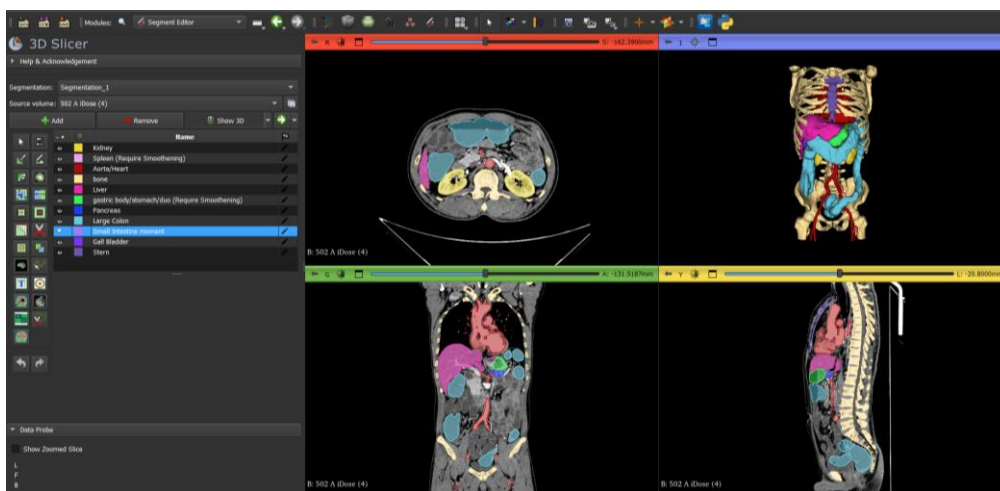 Modules:
Segment Editor
3D Slicer
Help & Acknowledgement
Segmentation: Segmentation_1
Source volume: 502 A iDose (4)
Add Remove Show 3D
Name
Kidney
Spleen (Require Smoothening)
Aorta/Heart
bone
Liver
gastric body/stomach/duo (Require Smoothening)
Pancreas
Large Colon
Small Intestine moment
Gall Bladder
Stern
Data Probe
Show Zoomed Slice
L
F
B
R S: -162.3900mm
B: 502 A iDose (4)
1
G A: -131.5187mm
B: 502 A iDose (4)
Y L: -20.8000mm
B: 502 A iDose (4)